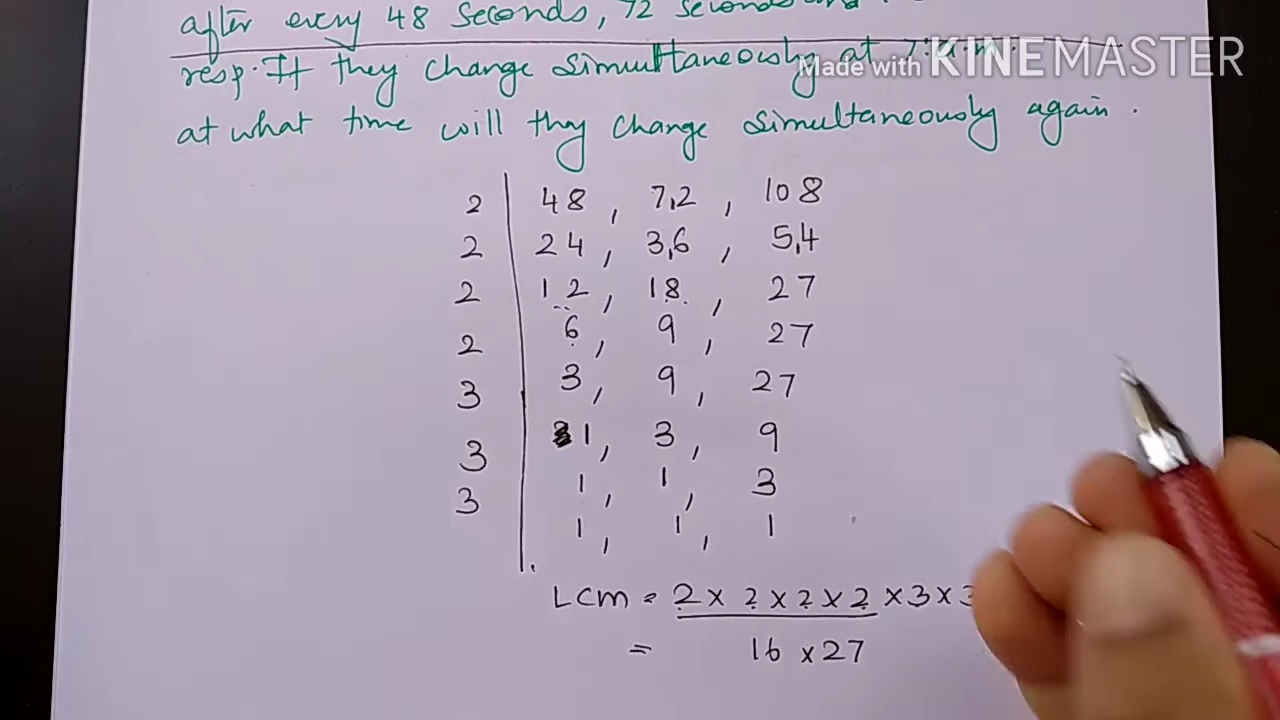 after every 48 seconds, 72 seconds and
resp. If they change simultaneously at 7
Made with KINEMASTER
at what time will they change simultaneously again.
2 48, 72, 108
2 24, 36, 54
2 12, 18, 27
2 6, 9, 27
3 3, 9, 27
3 1, 3, 9
3 1, 1, 3
1, 1, 1
LCM = 2 × 2 × 2 × 2 × 3 × 3
= 16 × 27